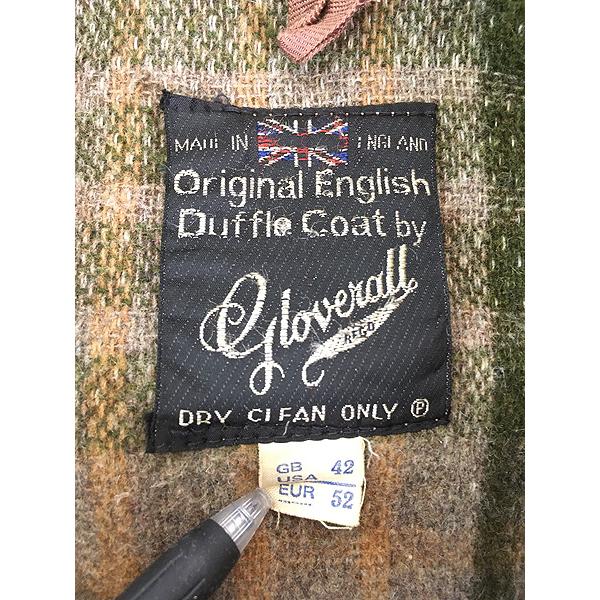 MADE IN ENGLAND
Original English
Duffle Coat by
Gloverall
REGD
DRY CLEAN ONLY P
GB 42
USA
EUR 52